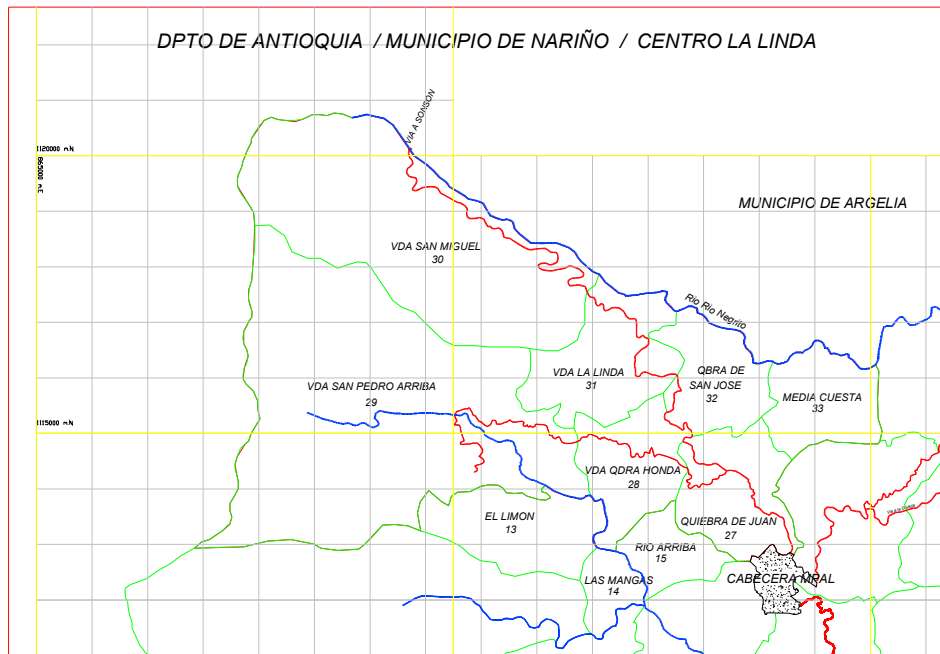 DPTO DE ANTIOQUIA / MUNICIPIO DE NARIÑO / CENTRO LA LINDA
VIA A SONSON
1120000 m.N
865000 m.E
MUNICIPIO DE ARGELIA
VDA SAN MIGUEL
30
Rio Rio Negrito
VDA LA LINDA
31
QBRA DE
SAN JOSE
32
VDA SAN PEDRO ARRIBA
29
MEDIA CUESTA
33
1115000 m.N
VDA QDRA HONDA
28
EL LIMON
13
QUIEBRA DE JUAN
27
RIO ARRIBA
15
LAS MANGAS
14
CABECERA MPAL